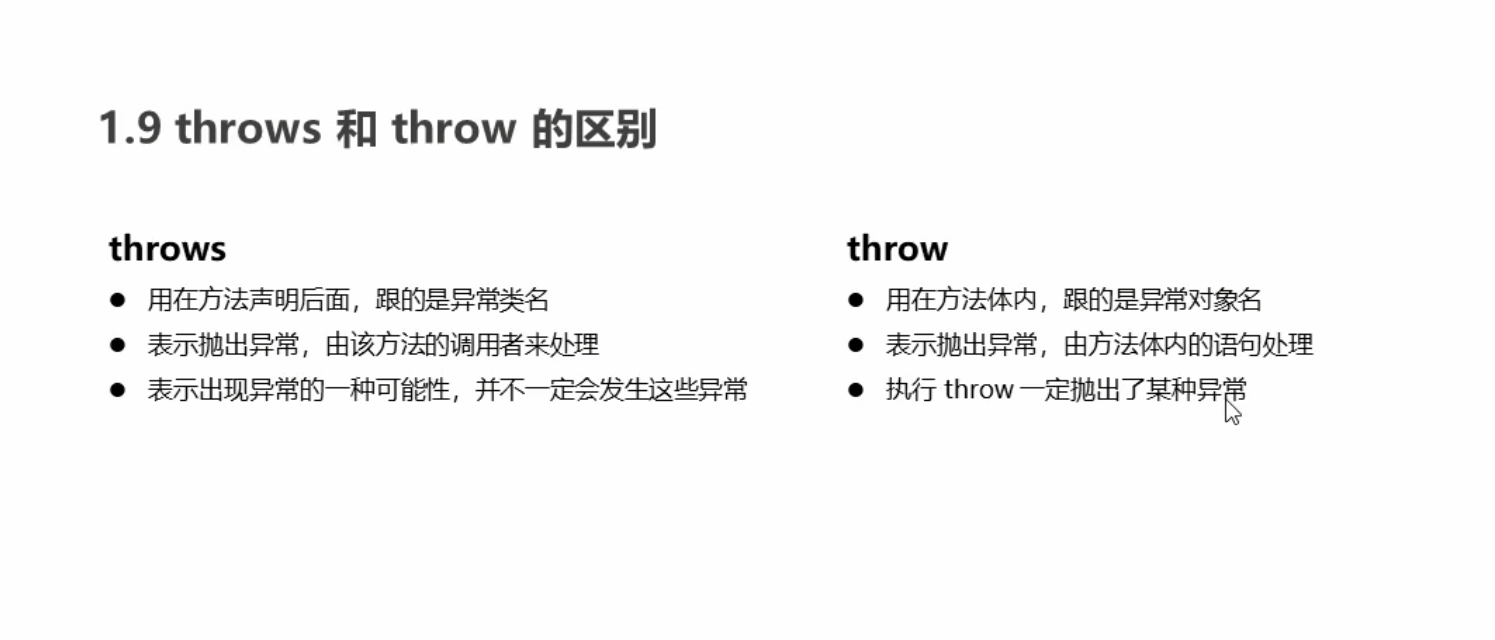 1.9 throws 和 throw 的区别
throws
● 用在方法声明后面，跟的是异常类名
● 表示抛出异常，由该方法的调用者来处理
● 表示出现异常的一种可能性，并不一定会发生这些异常
throw
● 用在方法体内，跟的是异常对象名
● 表示抛出异常，由方法体内的语句处理
● 执行 throw 一定抛出了某种异常